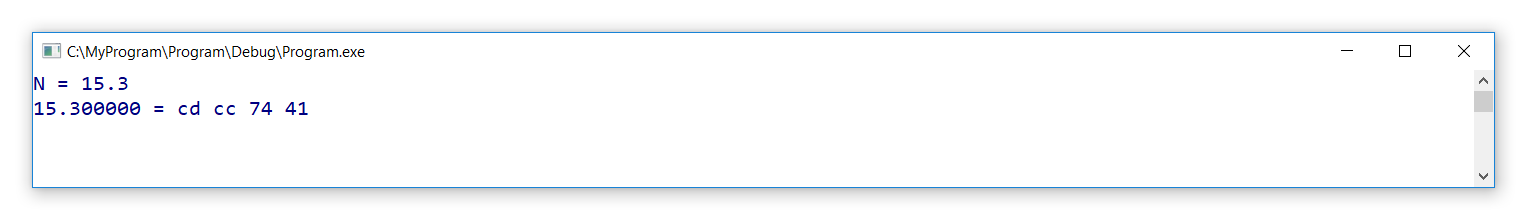 C:\MyProgram\Program\Debug\Program.exe
N = 15.3
15.300000 = cd cc 74 41